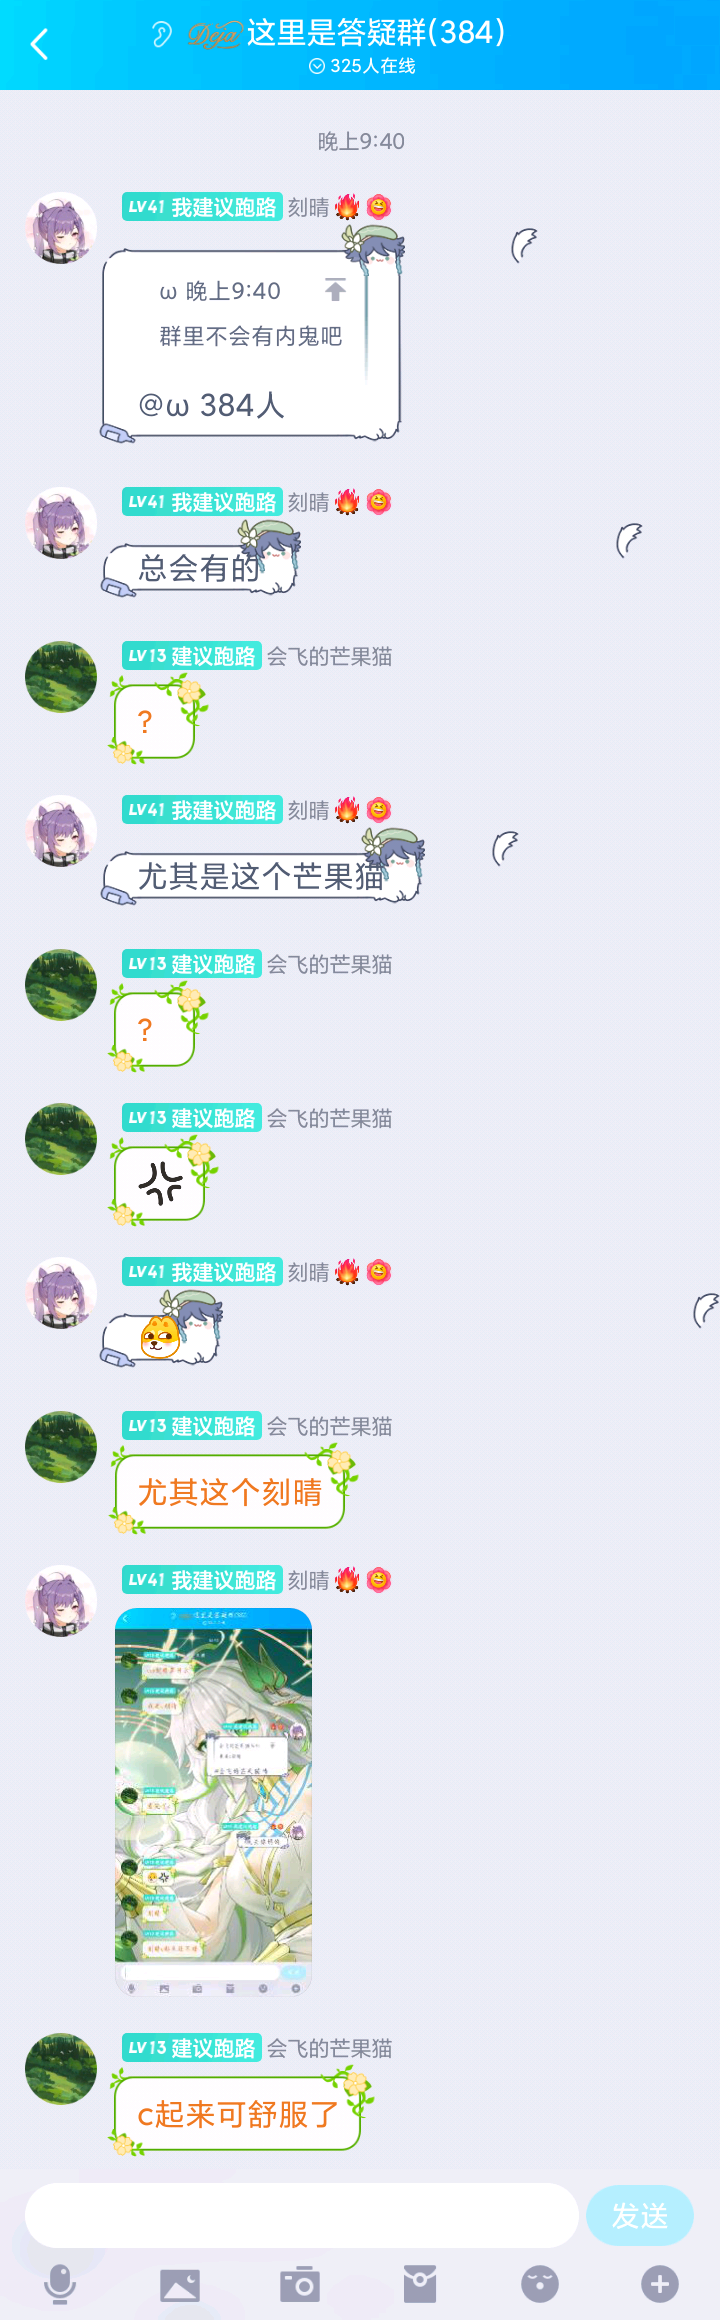 Deja 这里是答疑群(384)
325人在线
晚上9:40
LV41 我建议跑路 刻晴
ω 晚上9:40
群里不会有内鬼吧
@ω 384人
LV41 我建议跑路 刻晴
总会有的
LV13 建议跑路 会飞的芒果猫
?
LV41 我建议跑路 刻晴
尤其是这个芒果猫
LV13 建议跑路 会飞的芒果猫
?
LV13 建议跑路 会飞的芒果猫
LV41 我建议跑路 刻晴
LV13 建议跑路 会飞的芒果猫
尤其这个刻晴
LV41 我建议跑路 刻晴
LV13 建议跑路 会飞的芒果猫
c起来可舒服了
发送